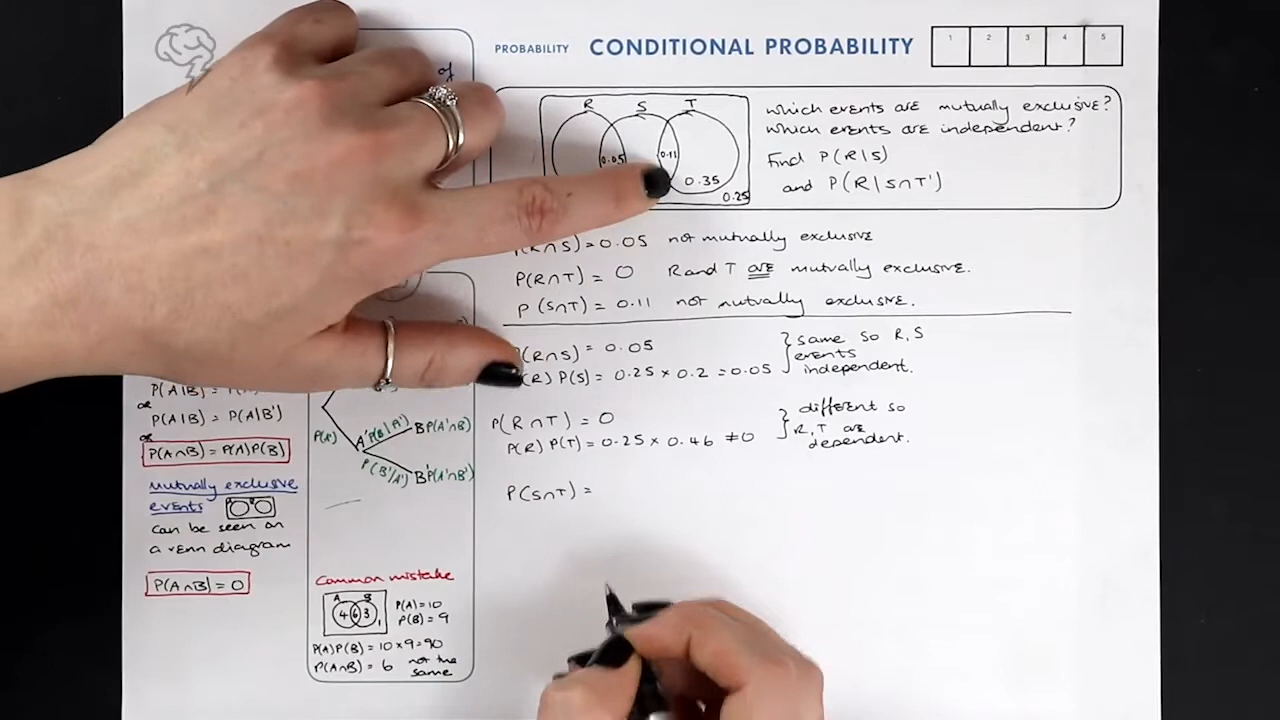 PROBABILITY CONDITIONAL PROBABILITY 1 2 3 4 5
of
R S T
0.05 0.11
0.35
0.25
which events are mutually exclusive?
which events are independent?
Find P(R|S)
and P(R|S∩T')
P(R∩S) = 0.05 not mutually exclusive
P(R∩T) = 0 R and T are mutually exclusive.
P(S∩T) = 0.11 not mutually exclusive.
(R∩S) = 0.05
(R) P(S) = 0.25 × 0.2 = 0.05
} same so R, S
events
independent.
P(R∩T) = 0
P(R) P(T) = 0.25 × 0.46 ≠ 0
} different so
R, T are
dependent.
P(S∩T) =
P(A|B) = P(A)
or
P(A|B) = P(A|B')
or
P(A∩B) = P(A)P(B)
mutually exclusive
events
can be seen on
a venn diagram
P(A∩B) = 0
P(A)
A' P(B|A') B P(A'∩B)
P(B'|A') B' P(A'∩B')
Common mistake
A B
4 6 3 1
P(A)=10
P(B)=9
P(A)P(B) = 10×9=90
P(A∩B) = 6 not the
same